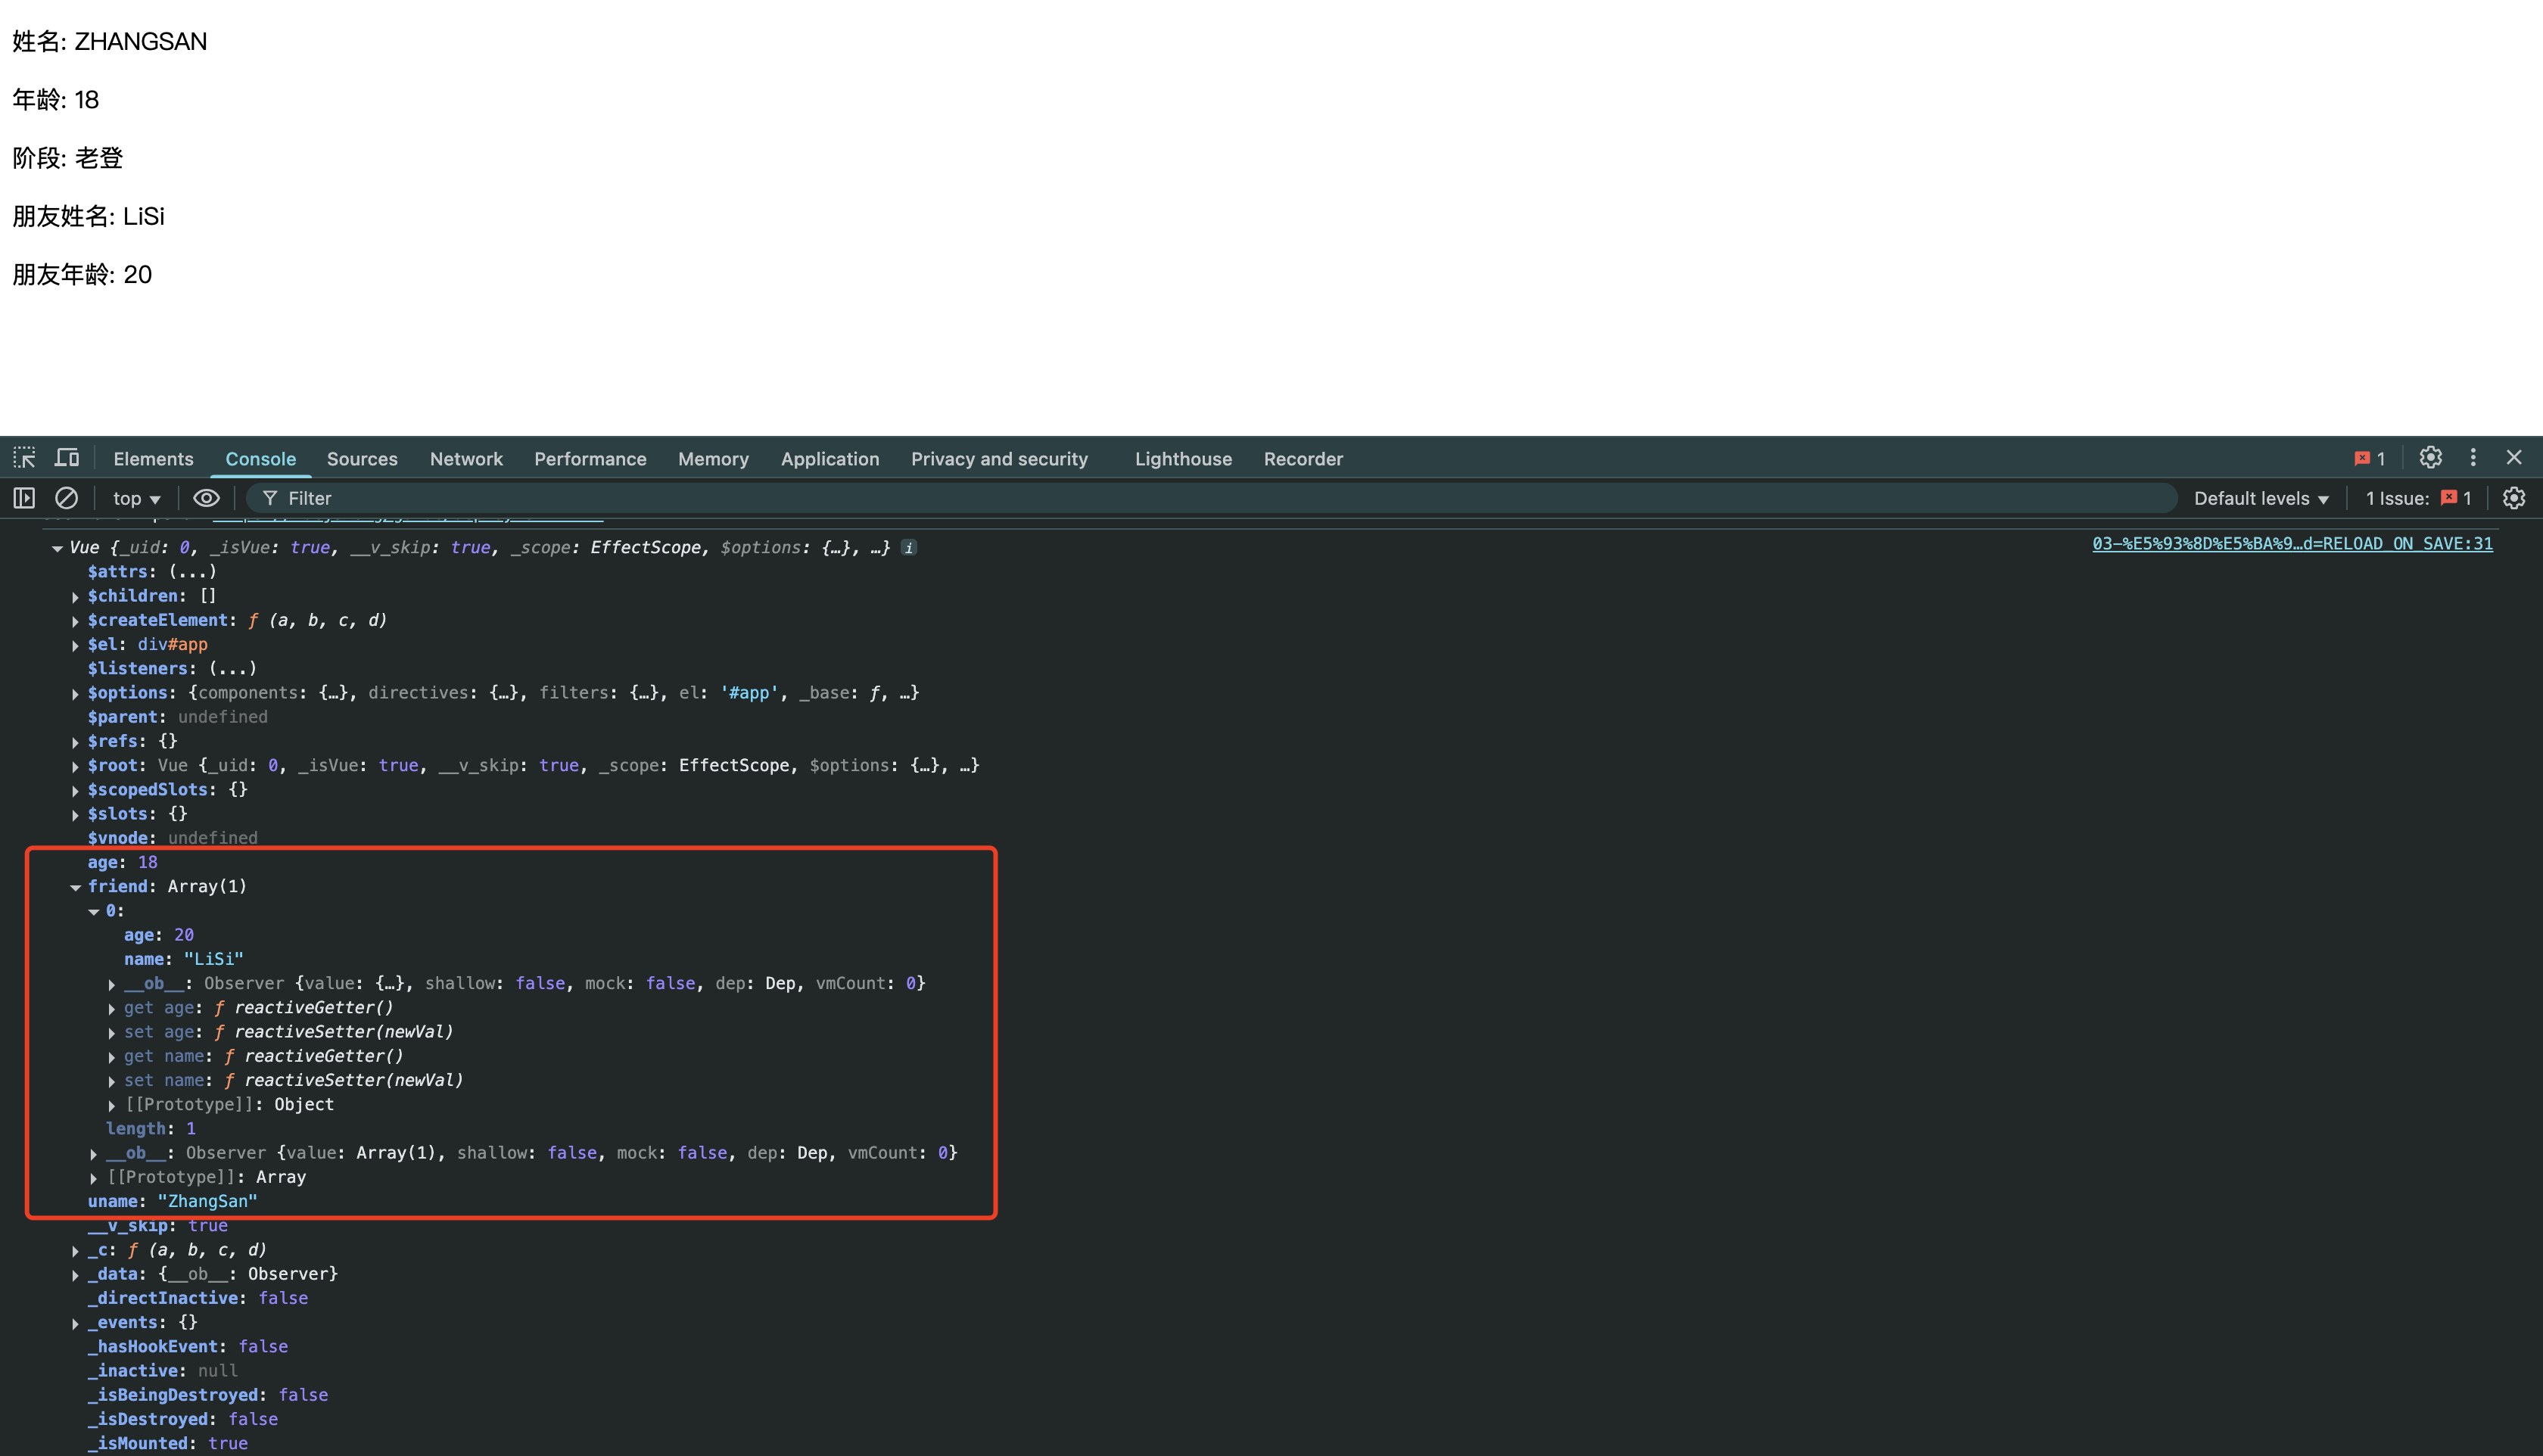 姓名: ZHANGSAN
年龄: 18
阶段: 老登
朋友姓名: LiSi
朋友年龄: 20
Elements Console Sources Network Performance Memory Application Privacy and security Lighthouse Recorder 1
top Filter Default levels 1 Issue: 1
Vue {_uid: 0, _isVue: true, __v_skip: true, _scope: EffectScope, $options: {…}, …} i 03-%E5%93%8D%E5%BA%9…d=RELOAD_ON_SAVE:31
$attrs: (...)
$children: []
$createElement: ƒ (a, b, c, d)
$el: div#app
$listeners: (...)
$options: {components: {…}, directives: {…}, filters: {…}, el: '#app', _base: ƒ, …}
$parent: undefined
$refs: {}
$root: Vue {_uid: 0, _isVue: true, __v_skip: true, _scope: EffectScope, $options: {…}, …}
$scopedSlots: {}
$slots: {}
$vnode: undefined
age: 18
friend: Array(1)
0:
age: 20
name: "LiSi"
__ob__: Observer {value: {…}, shallow: false, mock: false, dep: Dep, vmCount: 0}
get age: ƒ reactiveGetter()
set age: ƒ reactiveSetter(newVal)
get name: ƒ reactiveGetter()
set name: ƒ reactiveSetter(newVal)
[[Prototype]]: Object
length: 1
__ob__: Observer {value: Array(1), shallow: false, mock: false, dep: Dep, vmCount: 0}
[[Prototype]]: Array
uname: "ZhangSan"
__v_skip: true
_c: ƒ (a, b, c, d)
_data: {__ob__: Observer}
_directInactive: false
_events: {}
_hasHookEvent: false
_inactive: null
_isBeingDestroyed: false
_isDestroyed: false
_isMounted: true